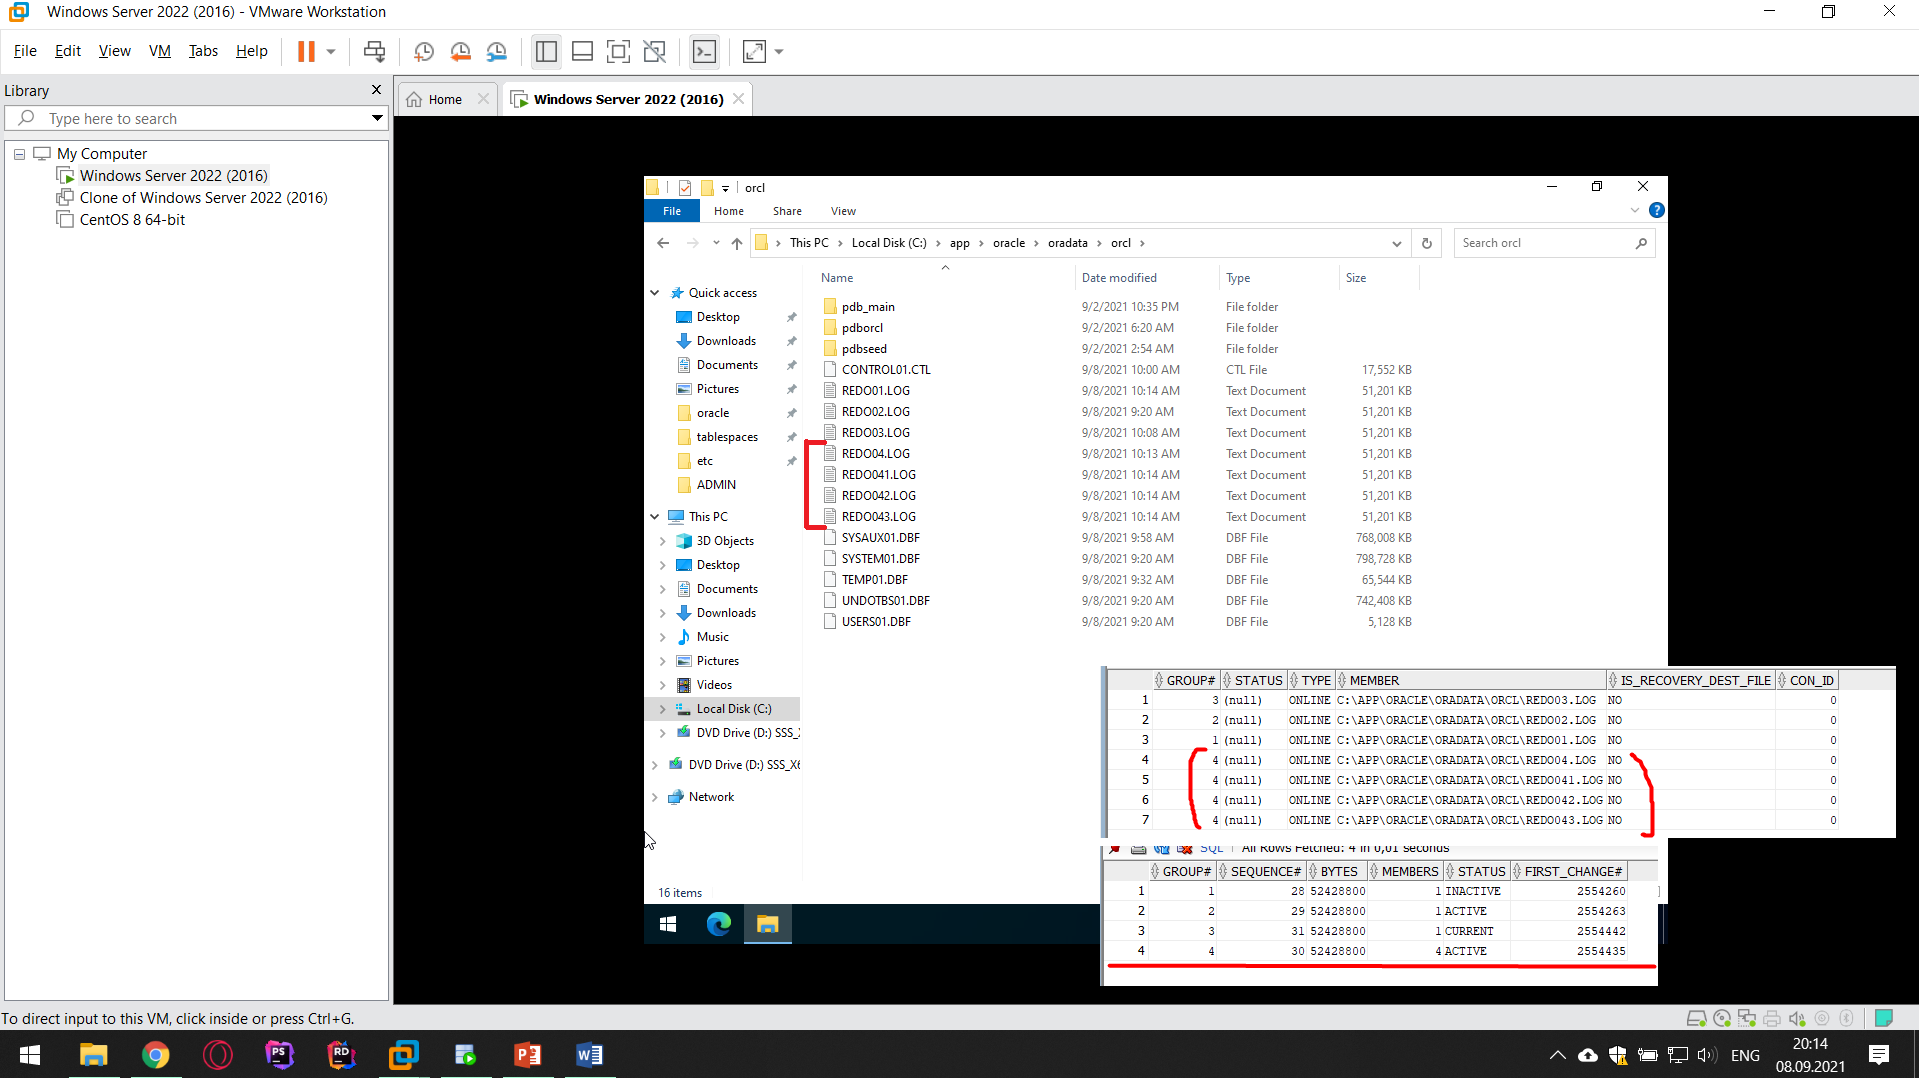 Windows Server 2022 (2016) - VMware Workstation
File Edit View VM Tabs Help
Library
Home
Windows Server 2022 (2016)
Type here to search
My Computer
Windows Server 2022 (2016)
Clone of Windows Server 2022 (2016)
CentOS 8 64-bit
orcl
File Home Share View
This PC › Local Disk (C:) › app › oracle › oradata › orcl ›
Search orcl
Name Date modified Type Size
Quick access
Desktop
Downloads
Documents
Pictures
oracle
tablespaces
etc
ADMIN
This PC
3D Objects
Desktop
Documents
Downloads
Music
Pictures
Videos
Local Disk (C:)
DVD Drive (D:) SSS_
DVD Drive (D:) SSS_X6
Network
pdb_main 9/2/2021 10:35 PM File folder
pdborcl 9/2/2021 6:20 AM File folder
pdbseed 9/2/2021 2:54 AM File folder
CONTROL01.CTL 9/8/2021 10:00 AM CTL File 17,552 KB
REDO01.LOG 9/8/2021 10:14 AM Text Document 51,201 KB
REDO02.LOG 9/8/2021 9:20 AM Text Document 51,201 KB
REDO03.LOG 9/8/2021 10:08 AM Text Document 51,201 KB
REDO04.LOG 9/8/2021 10:13 AM Text Document 51,201 KB
REDO041.LOG 9/8/2021 10:14 AM Text Document 51,201 KB
REDO042.LOG 9/8/2021 10:14 AM Text Document 51,201 KB
REDO043.LOG 9/8/2021 10:14 AM Text Document 51,201 KB
SYSAUX01.DBF 9/8/2021 9:58 AM DBF File 768,008 KB
SYSTEM01.DBF 9/8/2021 9:20 AM DBF File 798,728 KB
TEMP01.DBF 9/8/2021 9:32 AM DBF File 65,544 KB
UNDOTBS01.DBF 9/8/2021 9:20 AM DBF File 742,408 KB
USERS01.DBF 9/8/2021 9:20 AM DBF File 5,128 KB
16 items
GROUP# STATUS TYPE MEMBER IS_RECOVERY_DEST_FILE CON_ID
1 3 (null) ONLINE C:\APP\ORACLE\ORADATA\ORCL\REDO03.LOG NO 0
2 2 (null) ONLINE C:\APP\ORACLE\ORADATA\ORCL\REDO02.LOG NO 0
3 1 (null) ONLINE C:\APP\ORACLE\ORADATA\ORCL\REDO01.LOG NO 0
4 4 (null) ONLINE C:\APP\ORACLE\ORADATA\ORCL\REDO04.LOG NO 0
5 4 (null) ONLINE C:\APP\ORACLE\ORADATA\ORCL\REDO041.LOG NO 0
6 4 (null) ONLINE C:\APP\ORACLE\ORADATA\ORCL\REDO042.LOG NO 0
7 4 (null) ONLINE C:\APP\ORACLE\ORADATA\ORCL\REDO043.LOG NO 0
SQL | All Rows Fetched: 4 in 0,01 seconds
GROUP# SEQUENCE# BYTES MEMBERS STATUS FIRST_CHANGE#
1 1 28 52428800 1 INACTIVE 2554260
2 2 29 52428800 1 ACTIVE 2554263
3 3 31 52428800 1 CURRENT 2554442
4 4 30 52428800 4 ACTIVE 2554435
To direct input to this VM, click inside or press Ctrl+G.
PS
RD
ENG
20:14
08.09.2021